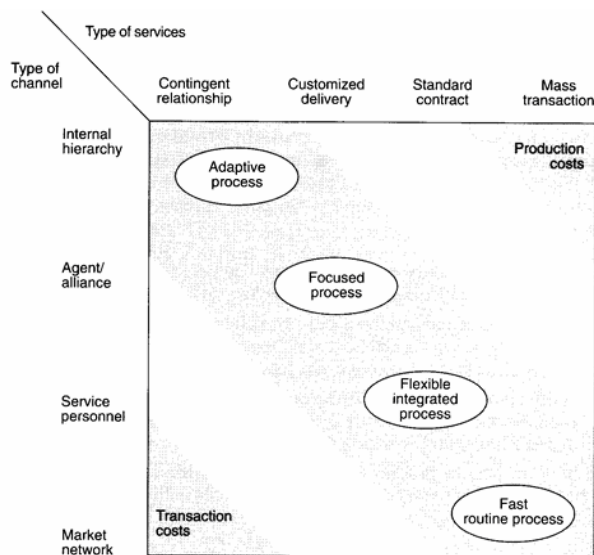 Type of services
Type of
channel
Contingent
relationship
Customized
delivery
Standard
contract
Mass
transaction
Internal
hierarchy
Adaptive
process
Production
costs
Agent/
alliance
Focused
process
Service
personnel
Flexible
integrated
process
Transaction
costs
Fast
routine process
Market
network